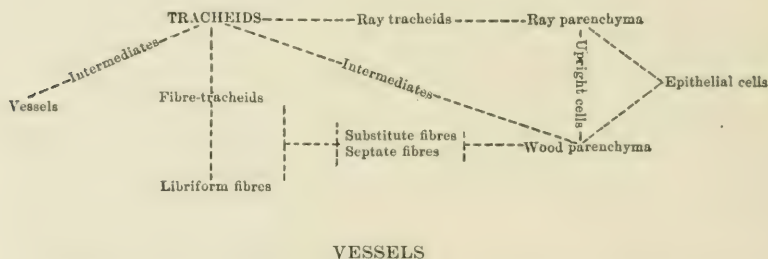 TRACHEIDS Ray tracheids Ray parenchyma
Intermediates
Intermediates
Upright cells
Epithelial cells
Vessels
Fibre-tracheids
Substitute fibres
Septate fibres
Wood parenchyma
Libriform fibres
VESSELS